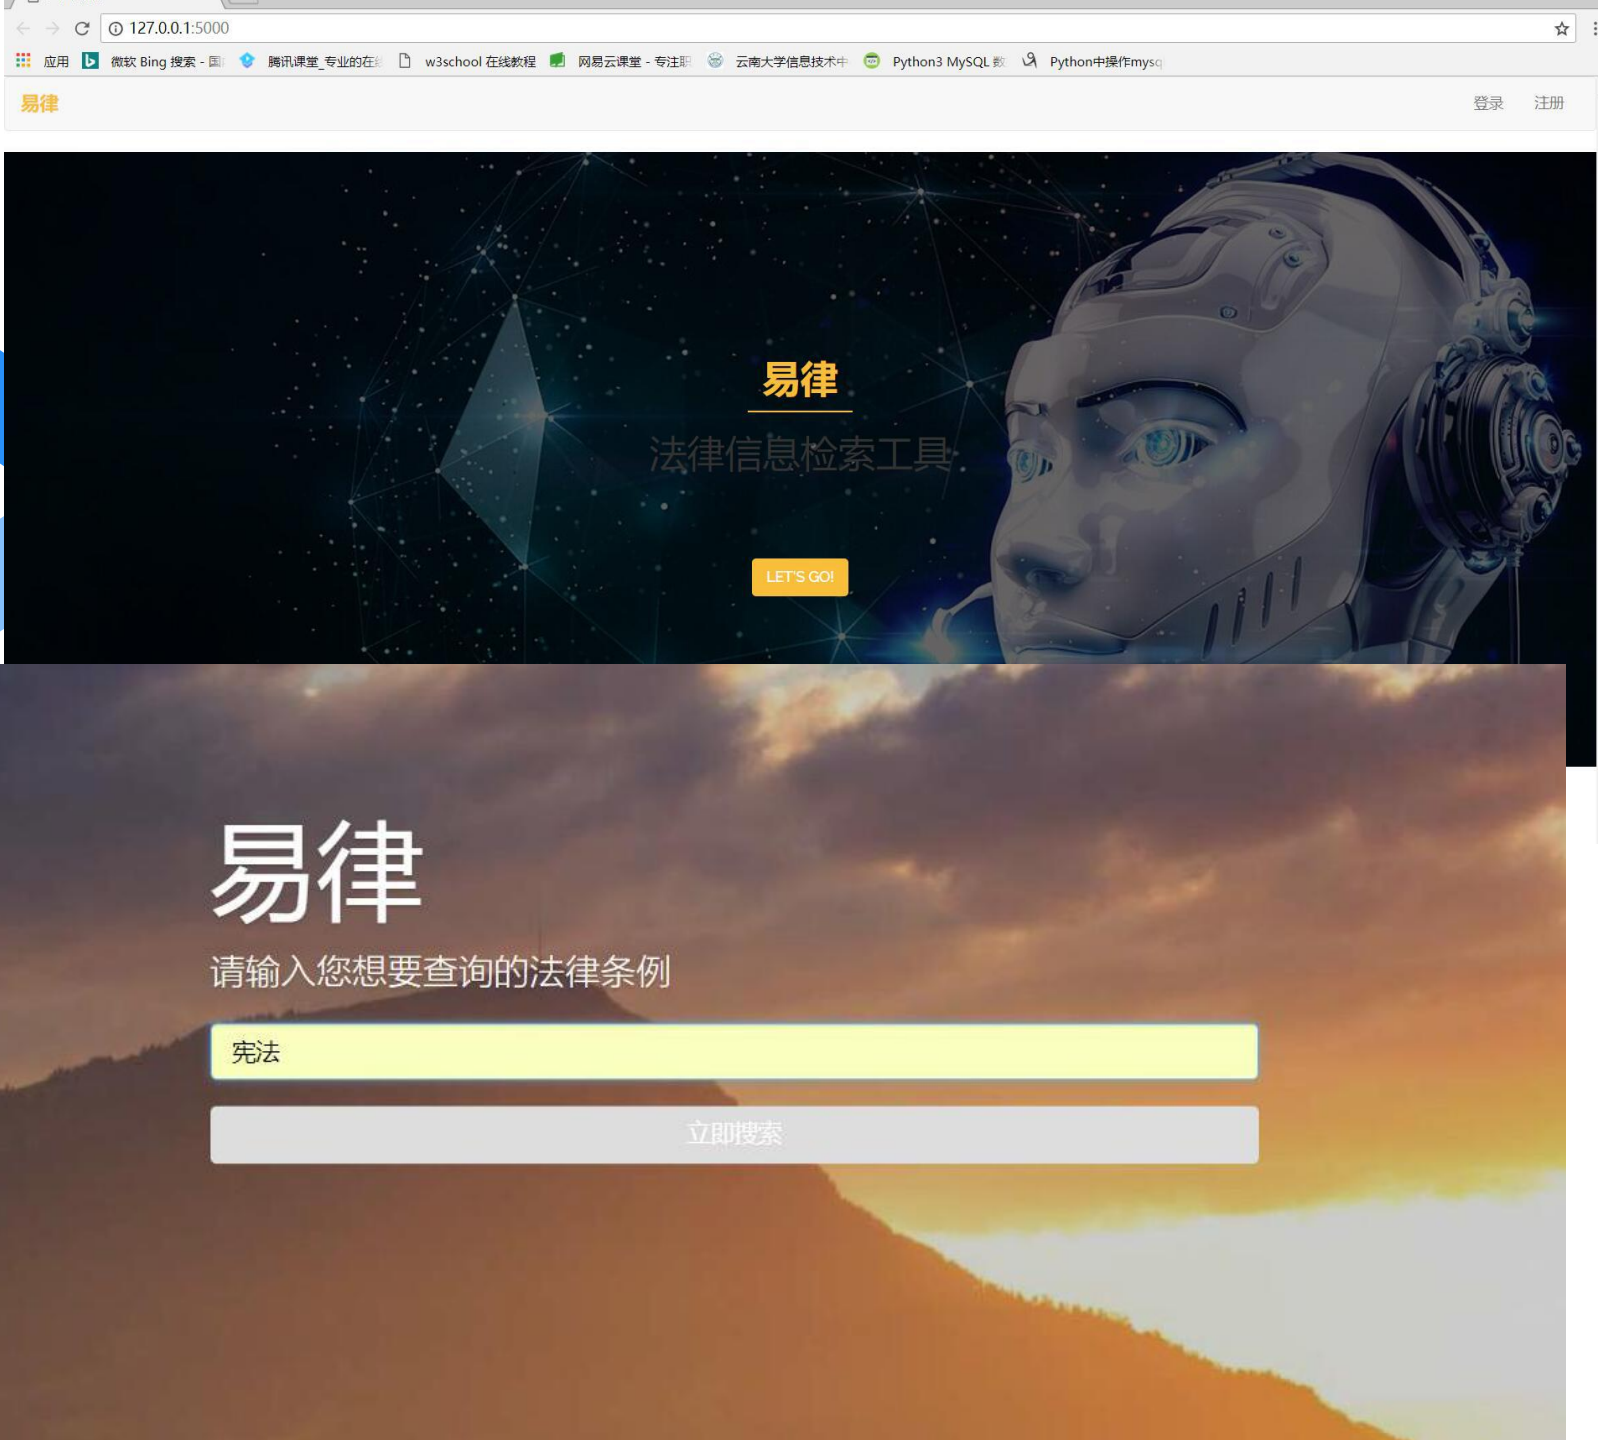 127.0.0.1:5000
应用 微软 Bing 搜索 - 国 腾讯课堂_专业的在 w3school 在线教程 网易云课堂 - 专注职 云南大学信息技术中 Python3 MySQL 数 Python中操作mysq
易律 登录 注册
易律
法律信息检索工具
LET'S GO!
易律
请输入您想要查询的法律条例
宪法
立即搜索